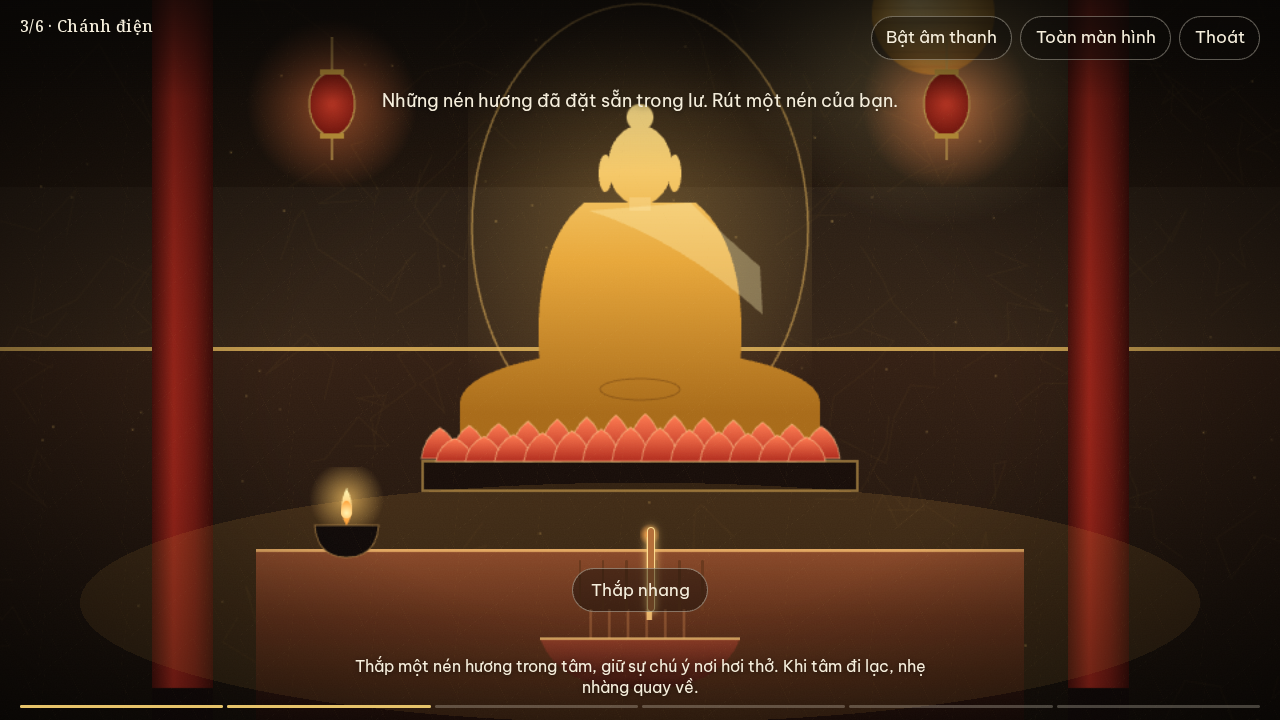 3/6 · Chánh điện
Bật âm thanh
Toàn màn hình
Thoát
Những nén hương đã đặt sẵn trong lư. Rút một nén của bạn.
Thắp nhang
Thắp một nén hương trong tâm, giữ sự chú ý nơi hơi thở. Khi tâm đi lạc, nhẹ
nhàng quay về.